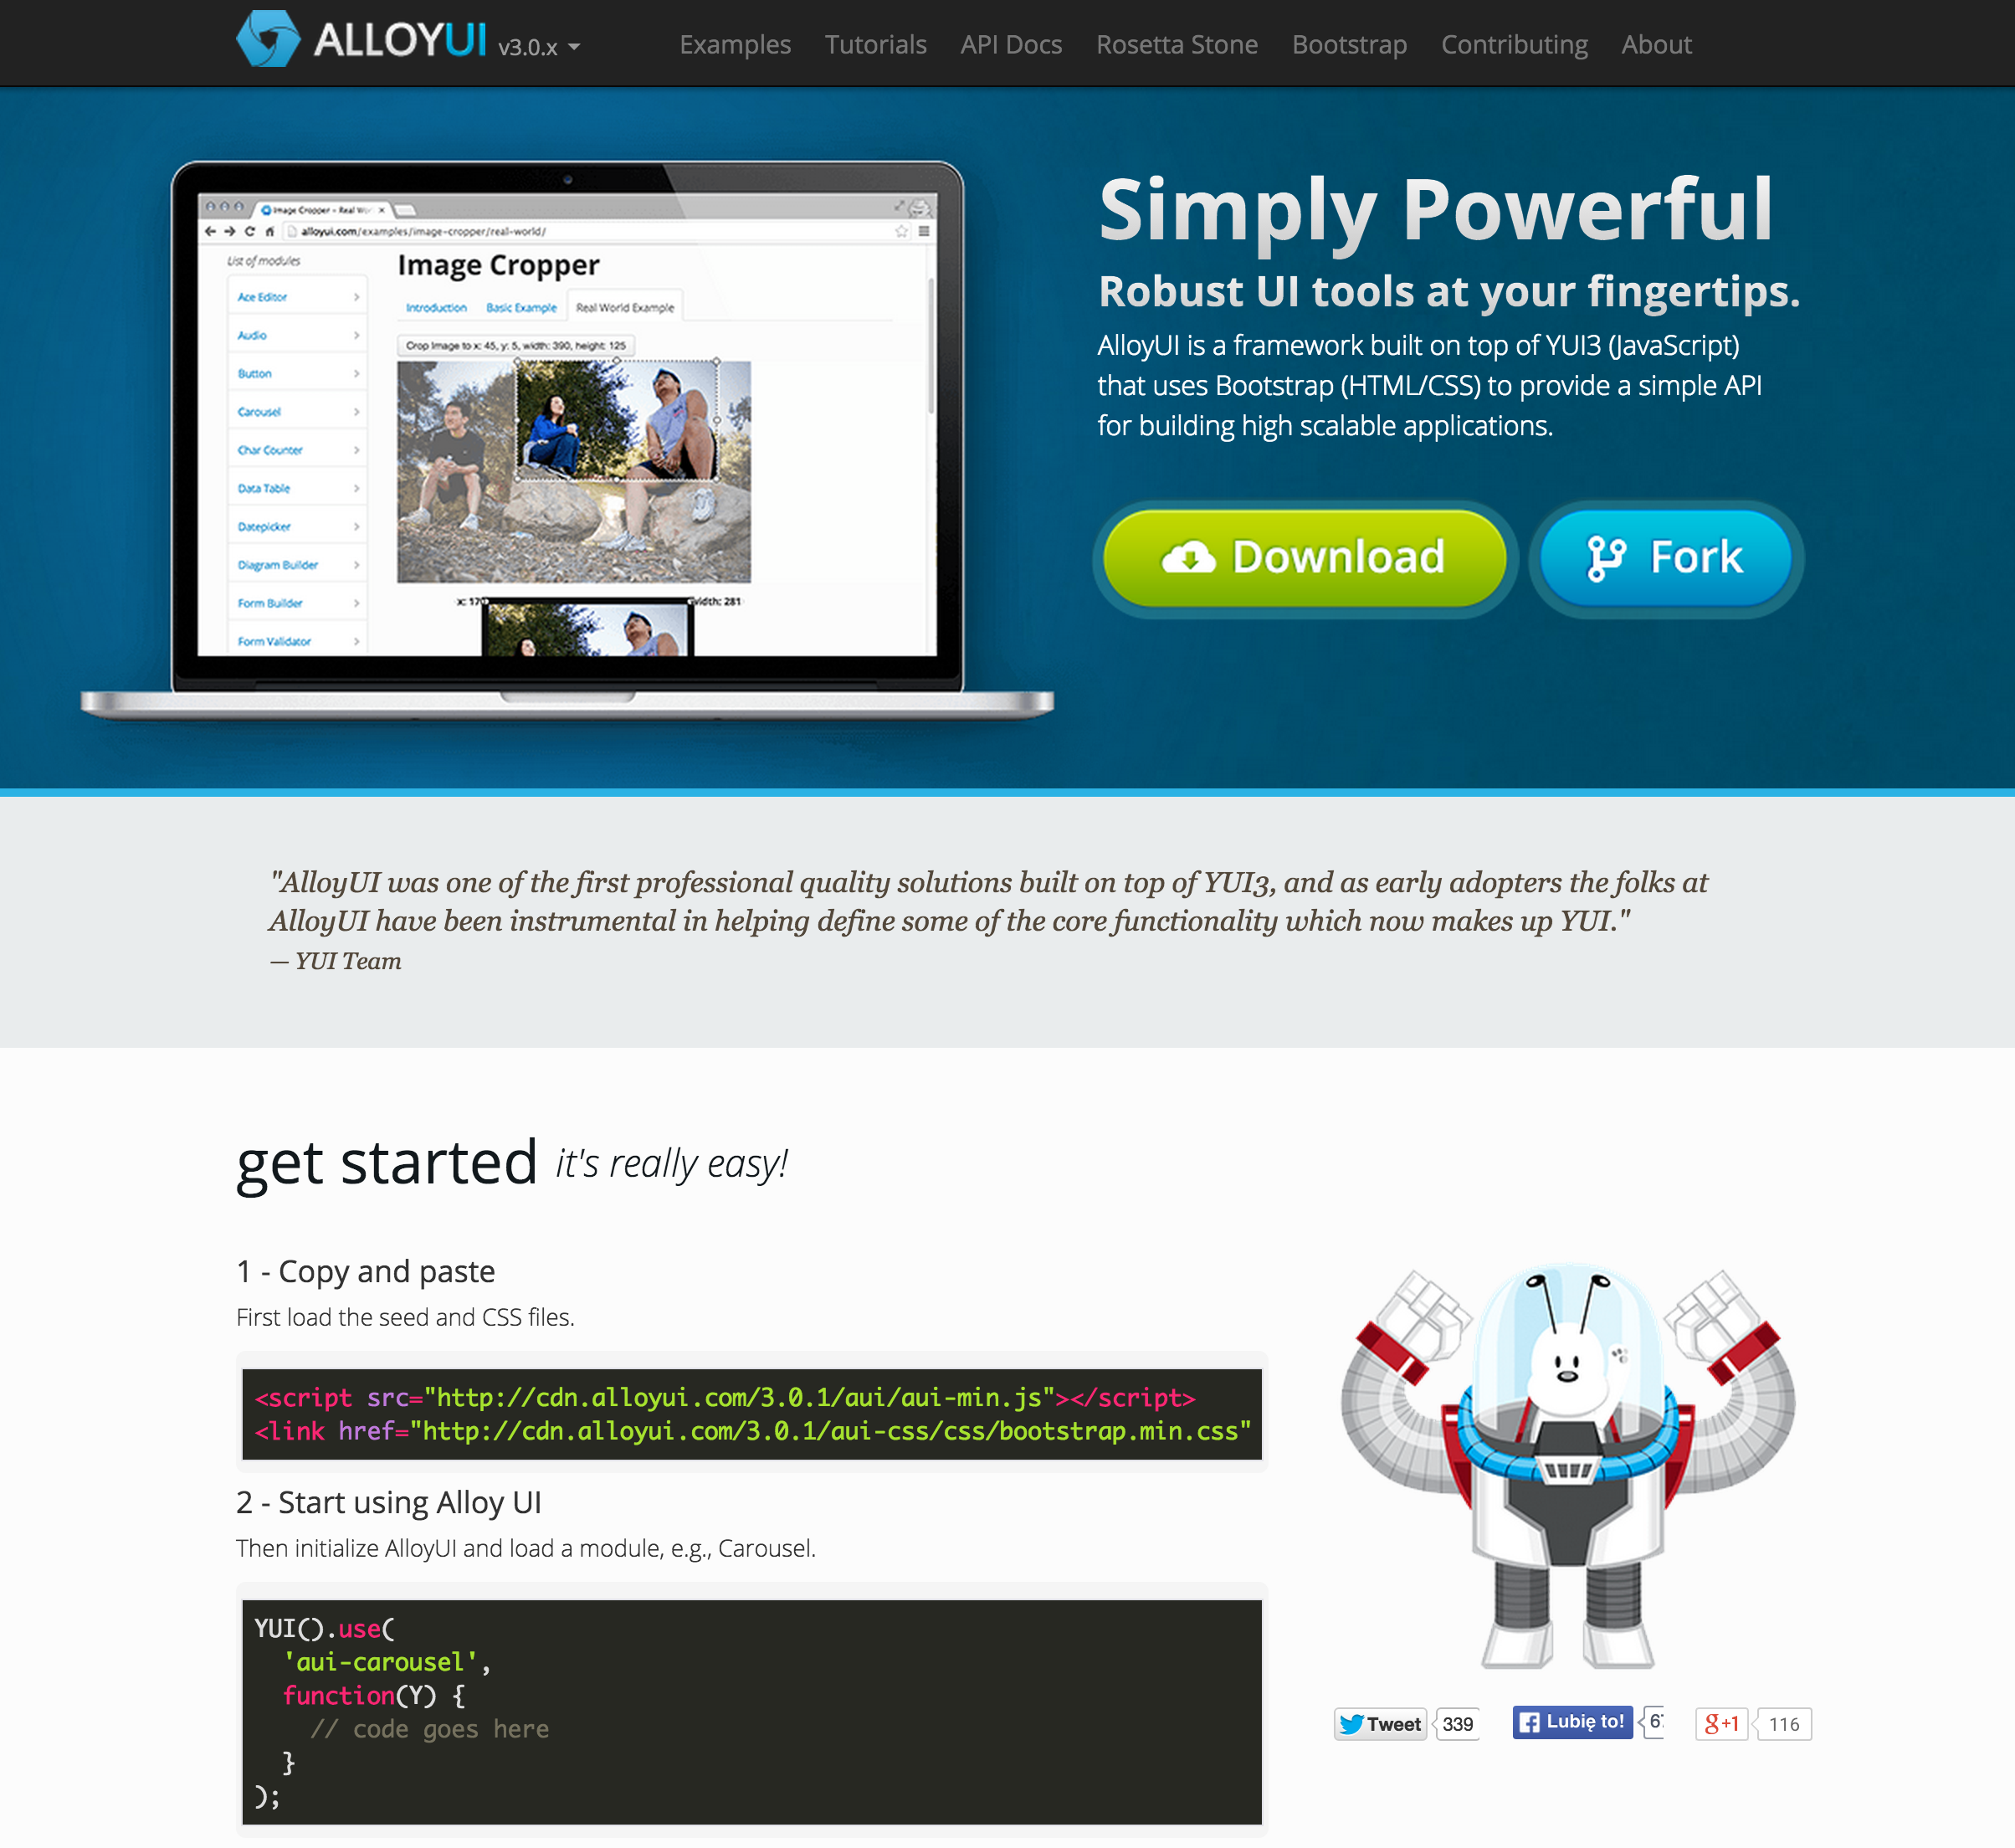 ALLOYUI v3.0.x
Examples Tutorials API Docs Rosetta Stone Bootstrap Contributing About
Image Cropper - Real Wor
alloyui.com/examples/image-cropper/real-world/
List of modules
Ace Editor
Audio
Button
Carousel
Char Counter
Data Table
Datepicker
Diagram Builder
Form Builder
Form Validator
Image Cropper
Introduction Basic Example Real World Example
Crop Image to x: 45, y: 5, width: 390, height: 125
x: 170 width: 281
Simply Powerful
Robust UI tools at your fingertips.
AlloyUI is a framework built on top of YUI3 (JavaScript)
that uses Bootstrap (HTML/CSS) to provide a simple API
for building high scalable applications.
Download Fork
"AlloyUI was one of the first professional quality solutions built on top of YUI3, and as early adopters the folks at
AlloyUI have been instrumental in helping define some of the core functionality which now makes up YUI."
— YUI Team
get started it's really easy!
1 - Copy and paste
First load the seed and CSS files.
<script src="http://cdn.alloyui.com/3.0.1/aui/aui-min.js"></script>
<link href="http://cdn.alloyui.com/3.0.1/aui-css/css/bootstrap.min.css"
2 - Start using Alloy UI
Then initialize AlloyUI and load a module, e.g., Carousel.
YUI().use(
'aui-carousel',
function(Y) {
// code goes here
}
);
Tweet 339 Lubię to! g+1 116